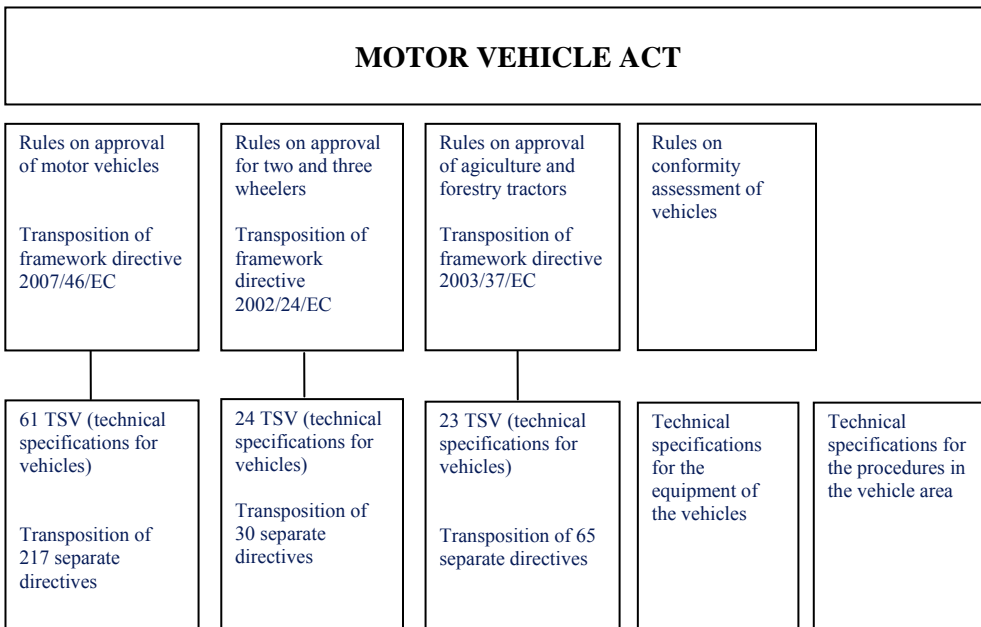 MOTOR VEHICLE ACT
Rules on approval
of motor vehicles
Transposition of
framework directive
2007/46/EC
Rules on approval
for two and three
wheelers
Transposition of
framework
directive
2002/24/EC
Rules on approval
of agiculture and
forestry tractors
Transposition of
framework directive
2003/37/EC
Rules on
conformity
assessment of
vehicles
61 TSV (technical
specifications for
vehicles)
Transposition of
217 separate
directives
24 TSV (technical
specifications for
vehicles)
Transposition of
30 separate
directives
23 TSV (technical
specifications for
vehicles)
Transposition of 65
separate directives
Technical
specifications
for the
equipment of
the vehicles
Technical
specifications for
the procedures in
the vehicle area